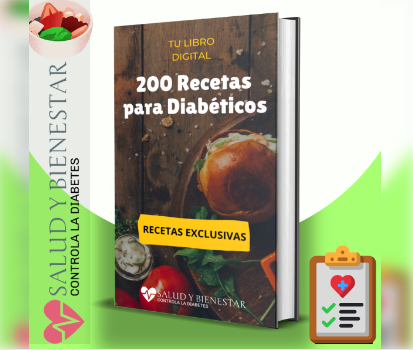 SALUD Y BIENESTAR
CONTROLA LA DIABETES
TU LIBRO
DIGITAL
200 Recetas
para Diabéticos
RECETAS EXCLUSIVAS
SALUD Y BIENESTAR
CONTROLA LA DIABETES